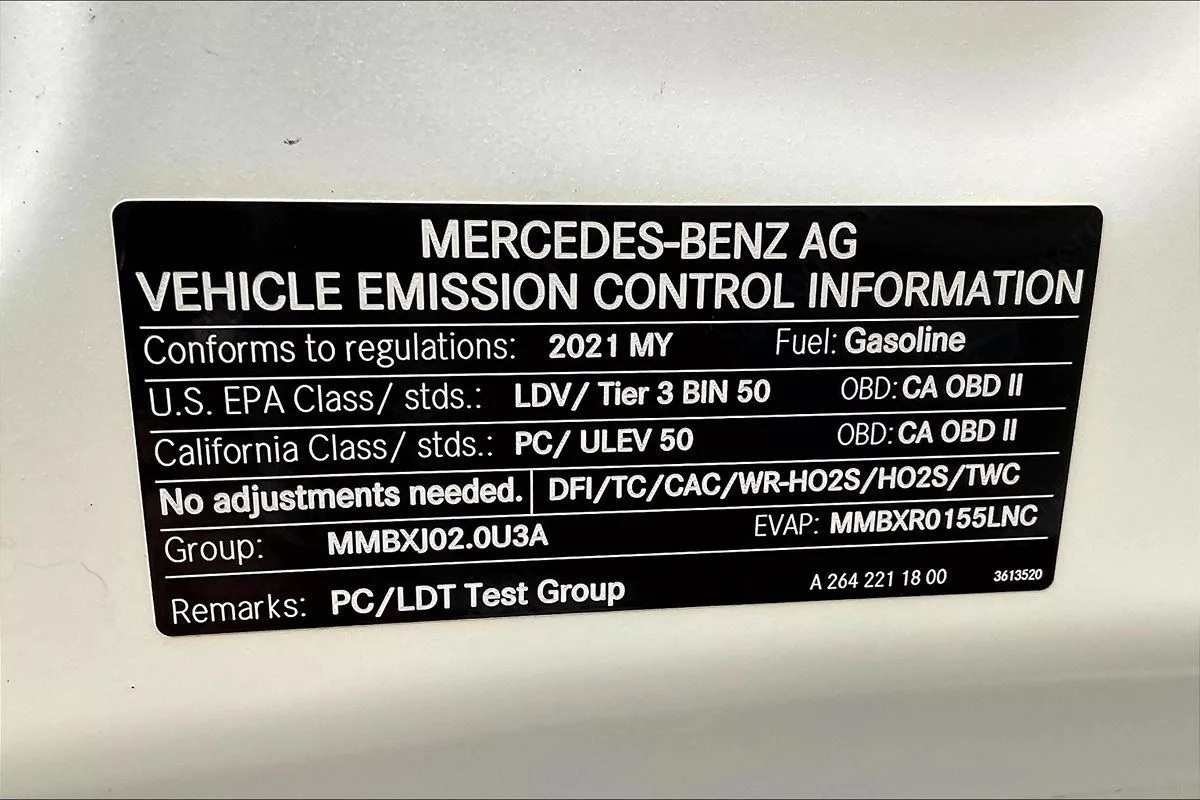 MERCEDES-BENZ AG
VEHICLE EMISSION CONTROL INFORMATION
Conforms to regulations: 2021 MY Fuel: Gasoline
U.S. EPA Class/ stds.: LDV/ Tier 3 BIN 50 OBD: CA OBD II
California Class/ stds.: PC/ ULEV 50 OBD: CA OBD II
No adjustments needed. DFI/TC/CAC/WR-HO2S/HO2S/TWC
Group: MMBXJ02.0U3A EVAP: MMBXR0155LNC
Remarks: PC/LDT Test Group A 264 221 18 00 3613520